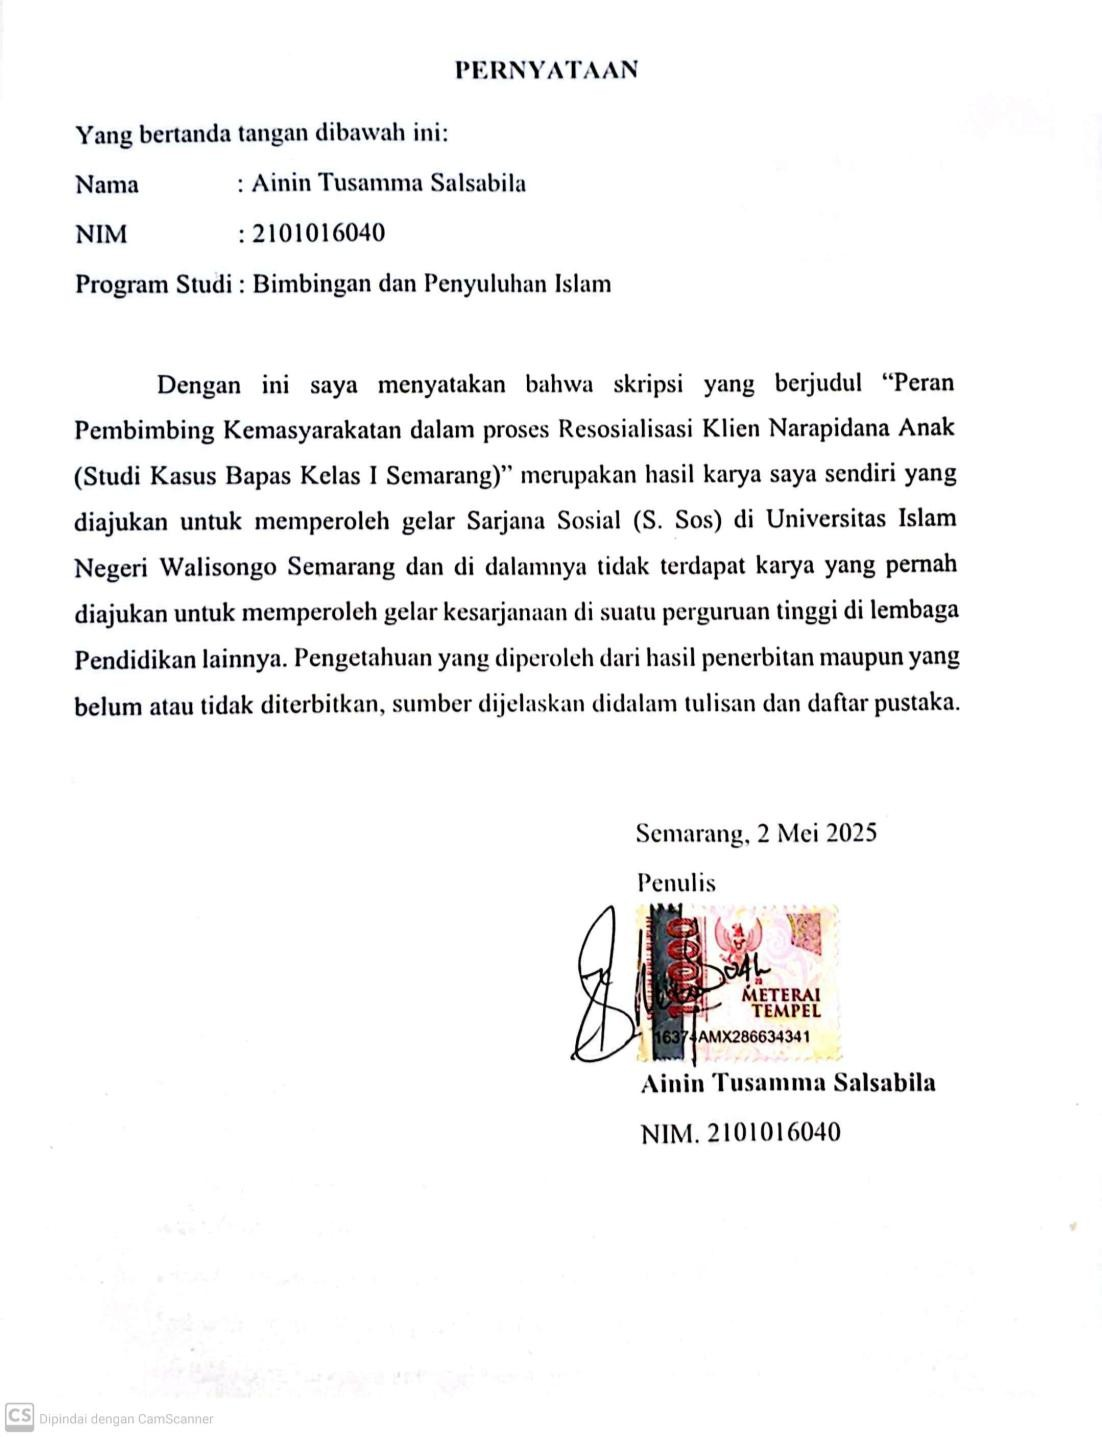 PERNYATAAN
Yang bertanda tangan dibawah ini:
Nama : Ainin Tusamma Salsabila
NIM : 2101016040
Program Studi : Bimbingan dan Penyuluhan Islam
Dengan ini saya menyatakan bahwa skripsi yang berjudul “Peran
Pembimbing Kemasyarakatan dalam proses Resosialisasi Klien Narapidana Anak
(Studi Kasus Bapas Kelas I Semarang)” merupakan hasil karya saya sendiri yang
diajukan untuk memperoleh gelar Sarjana Sosial (S. Sos) di Universitas Islam
Negeri Walisongo Semarang dan di dalamnya tidak terdapat karya yang pernah
diajukan untuk memperoleh gelar kesarjanaan di suatu perguruan tinggi di lembaga
Pendidikan lainnya. Pengetahuan yang diperoleh dari hasil penerbitan maupun yang
belum atau tidak diterbitkan, sumber dijelaskan didalam tulisan dan daftar pustaka.
Semarang, 2 Mei 2025
Penulis
METERAI
TEMPEL
AMX286634341
Ainin Tusamma Salsabila
NIM. 2101016040
CS Dipindai dengan CamScanner